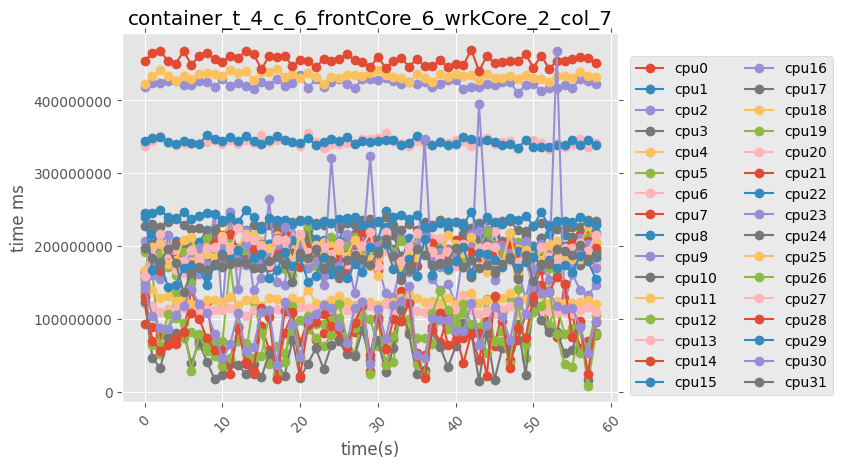 container_t_4_c_6_frontCore_6_wrkCore_2_col_7
400000000
300000000
200000000
100000000
0
time ms
0
10
20
30
40
50
60
time(s)
cpu0
cpu1
cpu2
cpu3
cpu4
cpu5
cpu6
cpu7
cpu8
cpu9
cpu10
cpu11
cpu12
cpu13
cpu14
cpu15
cpu16
cpu17
cpu18
cpu19
cpu20
cpu21
cpu22
cpu23
cpu24
cpu25
cpu26
cpu27
cpu28
cpu29
cpu30
cpu31